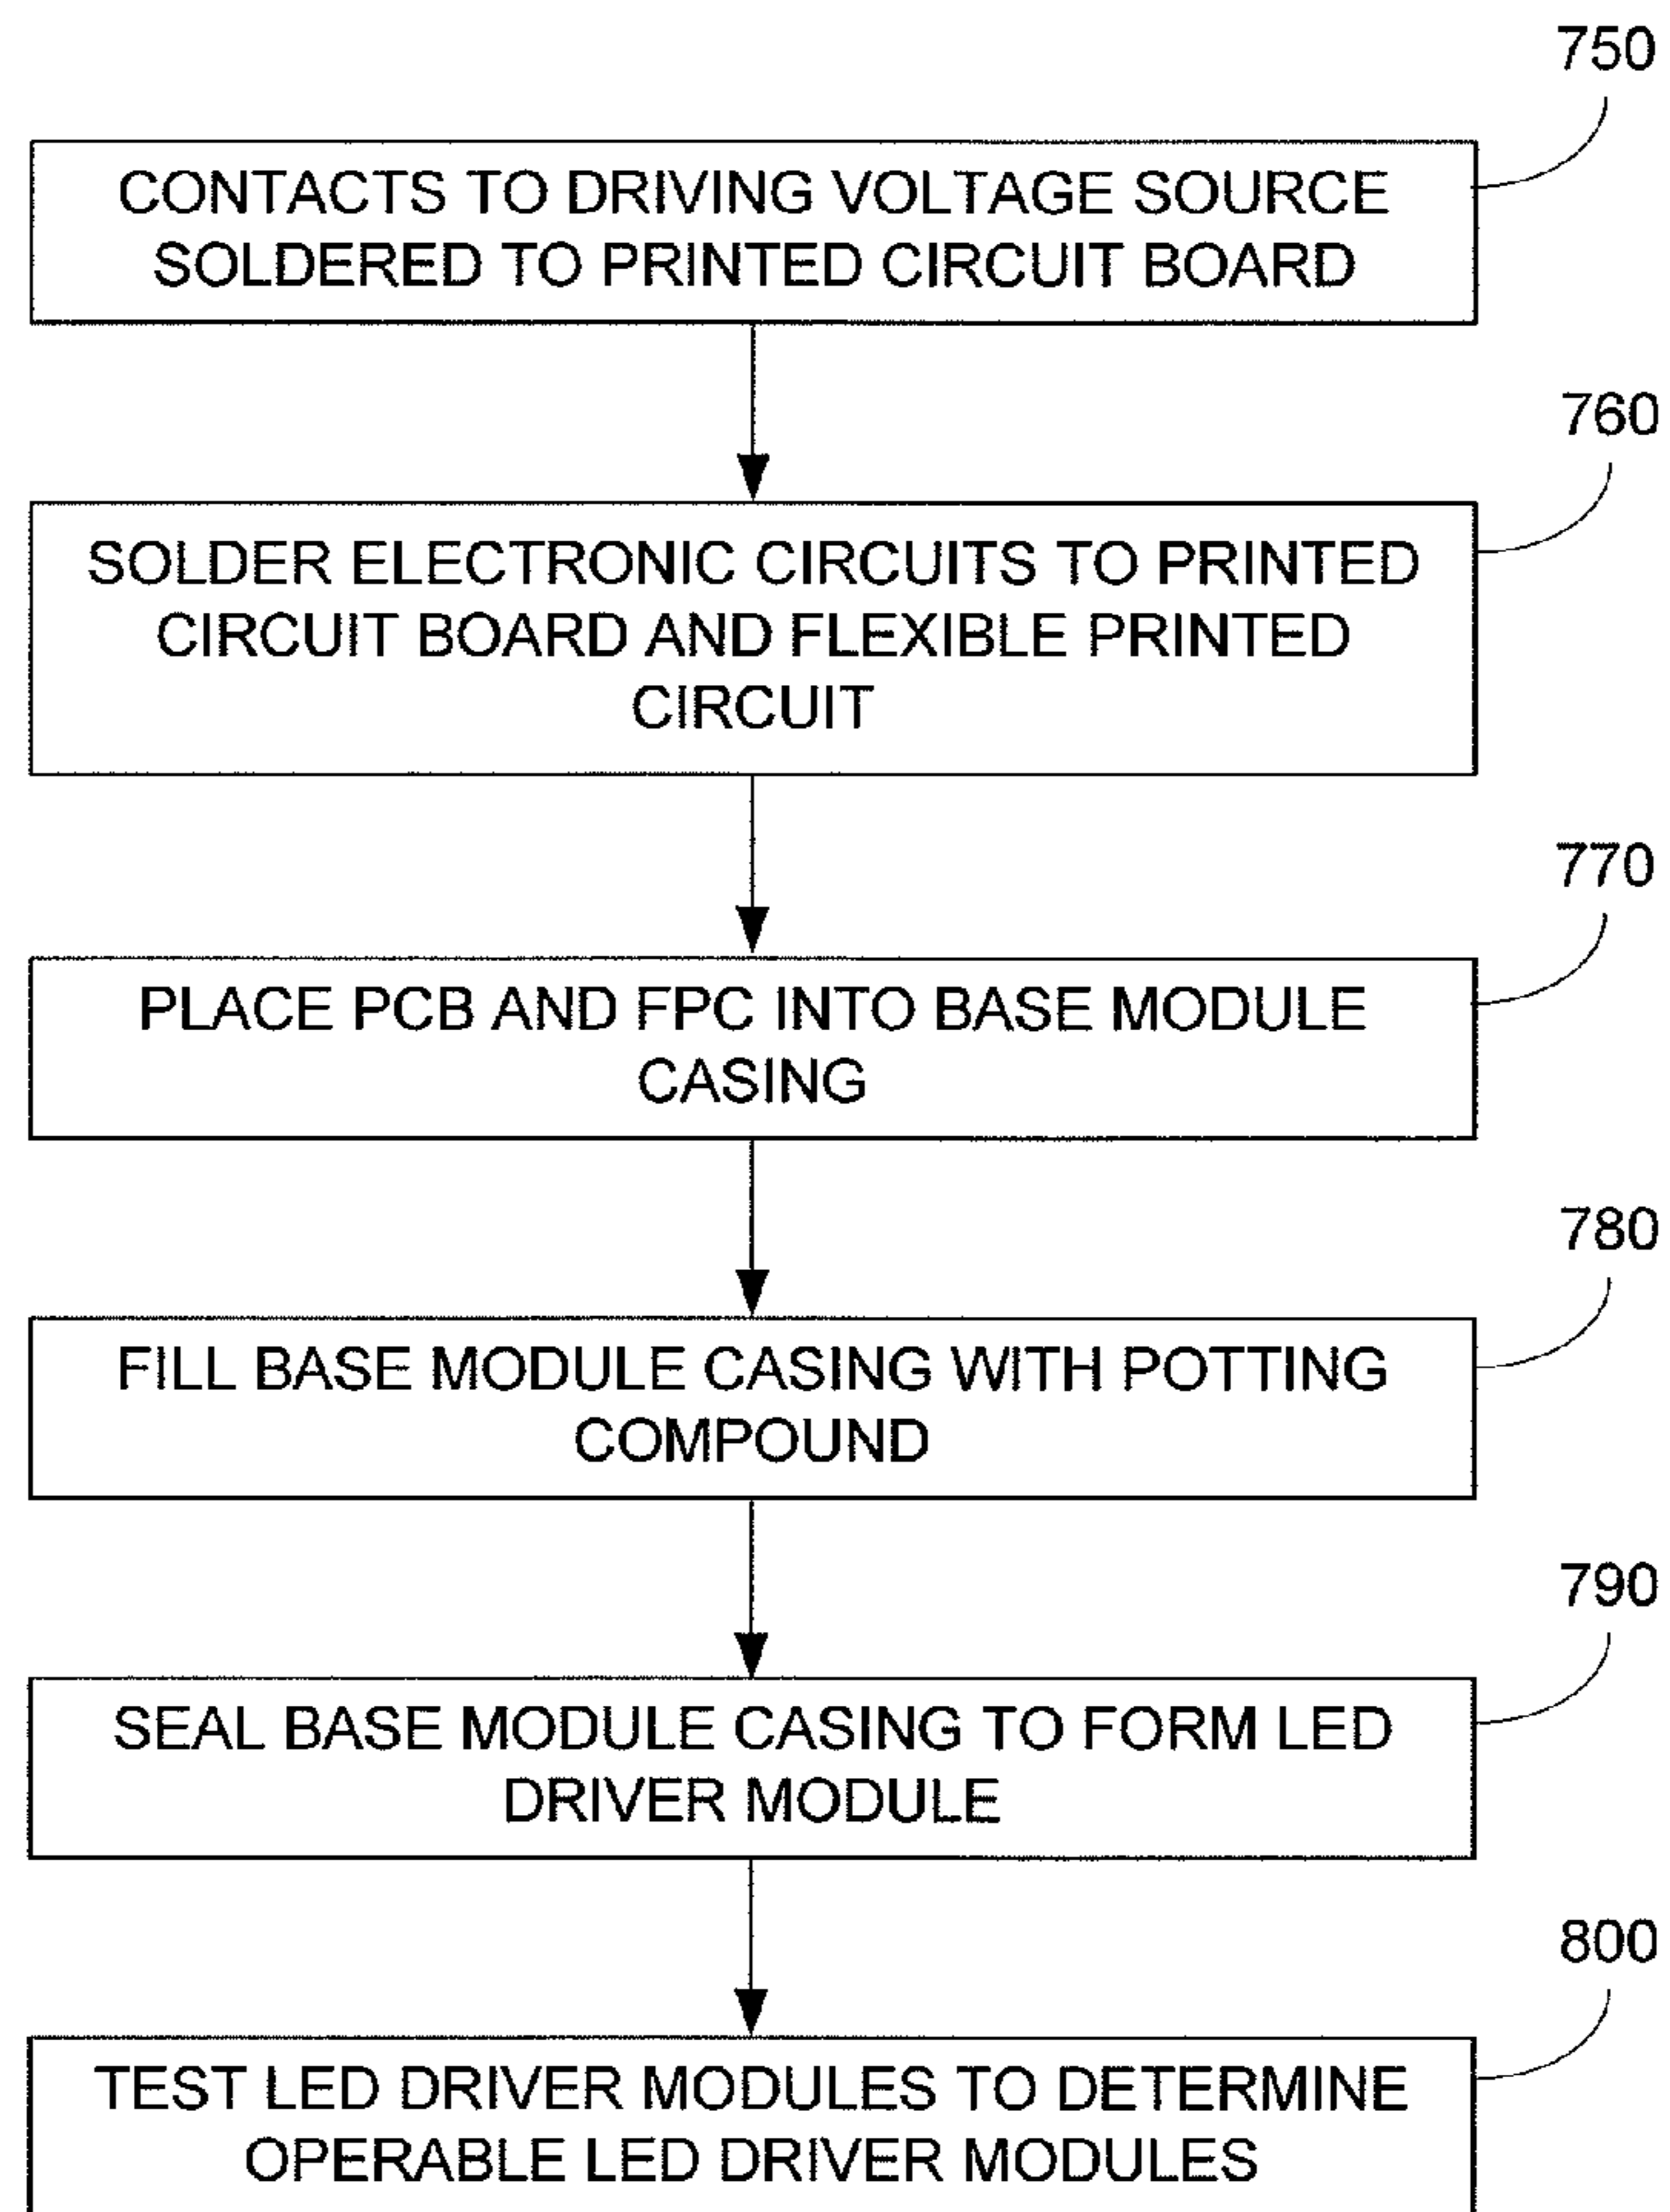 750
CONTACTS TO DRIVING VOLTAGE SOURCE
SOLDERED TO PRINTED CIRCUIT BOARD
760
SOLDER ELECTRONIC CIRCUITS TO PRINTED
CIRCUIT BOARD AND FLEXIBLE PRINTED
CIRCUIT
770
PLACE PCB AND FPC INTO BASE MODULE
CASING
780
FILL BASE MODULE CASING WITH POTTING
COMPOUND
790
SEAL BASE MODULE CASING TO FORM LED
DRIVER MODULE
800
TEST LED DRIVER MODULES TO DETERMINE
OPERABLE LED DRIVER MODULES